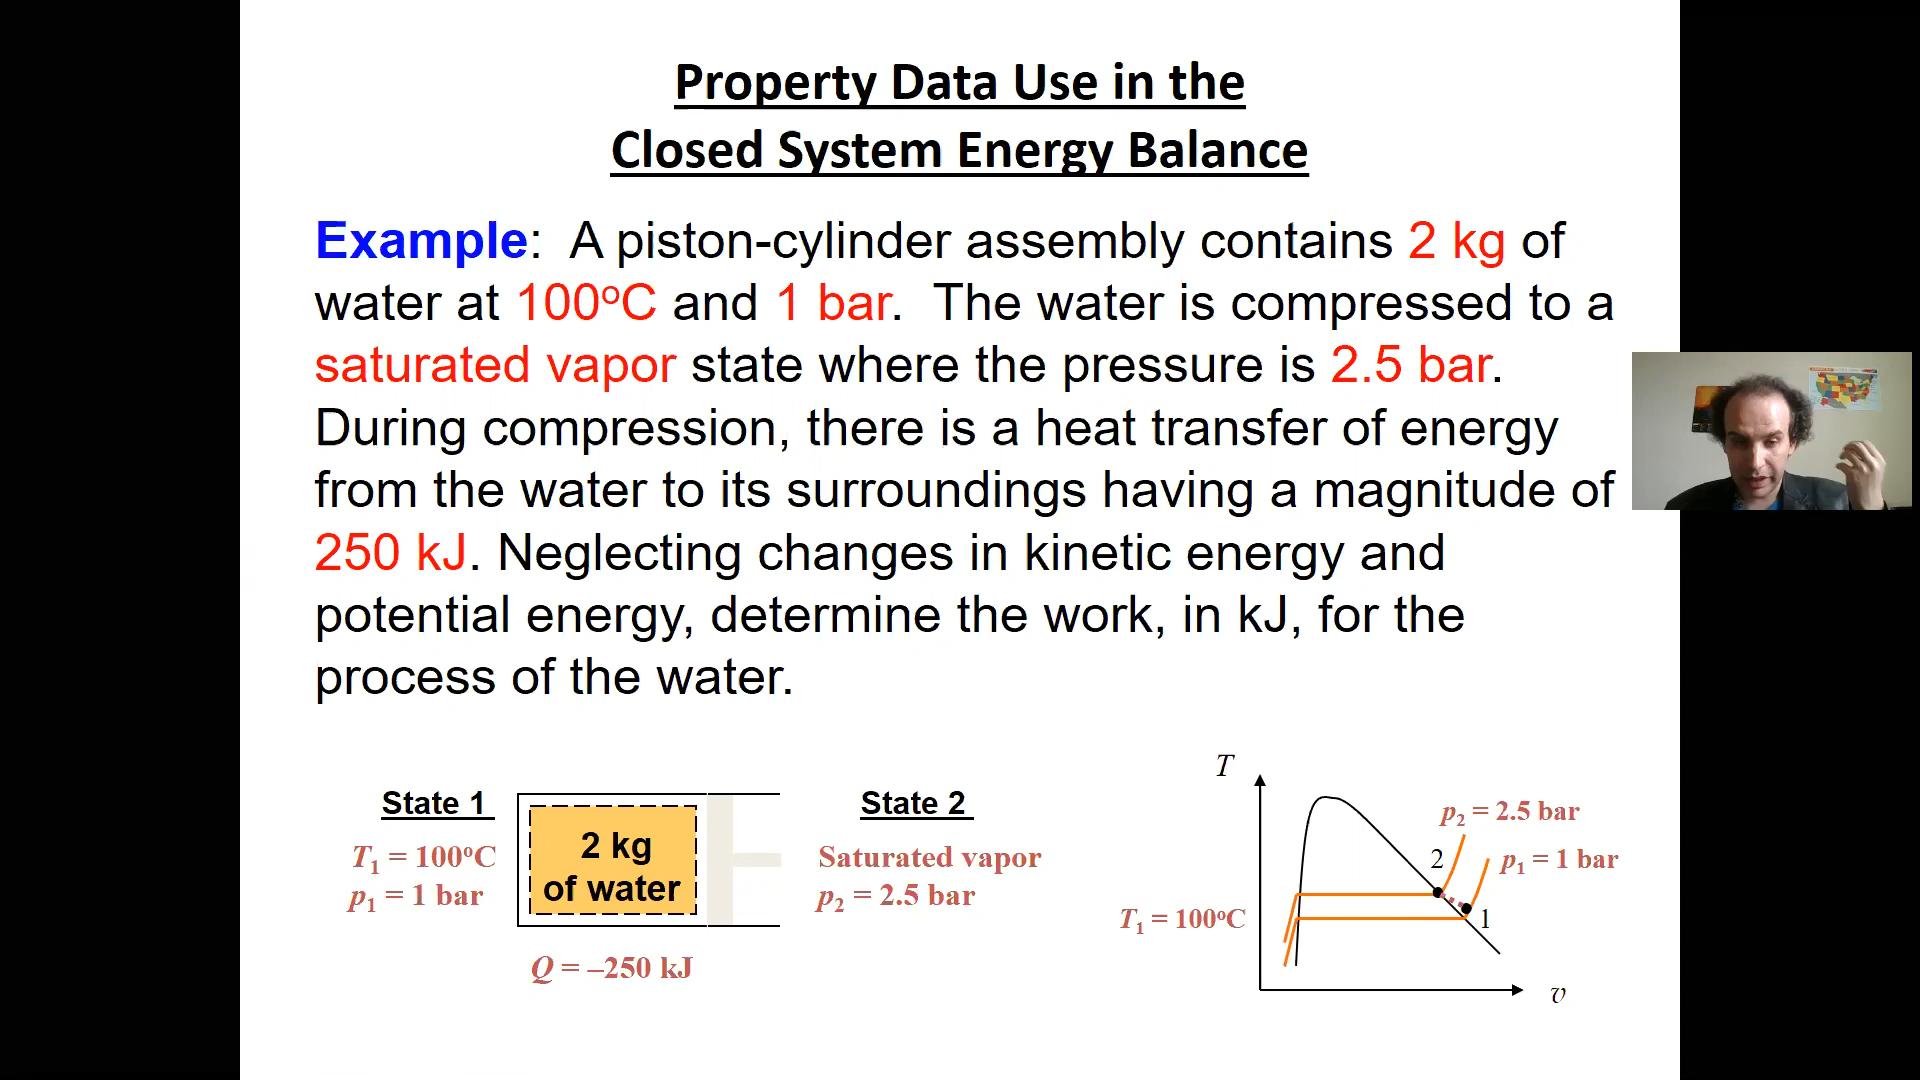 Property Data Use in the
Closed System Energy Balance
Example:  A piston-cylinder assembly contains 2 kg of
water at 100ºC and 1 bar.  The water is compressed to a
saturated vapor state where the pressure is 2.5 bar.
During compression, there is a heat transfer of energy
from the water to its surroundings having a magnitude of
250 kJ. Neglecting changes in kinetic energy and
potential energy, determine the work, in kJ, for the
process of the water.
State 1
T₁ = 100ºC
p₁ = 1 bar
2 kg
of water
Q = –250 kJ
State 2
Saturated vapor
p₂ = 2.5 bar
T
p₂ = 2.5 bar
2
p₁ = 1 bar
T₁ = 100ºC
1
v